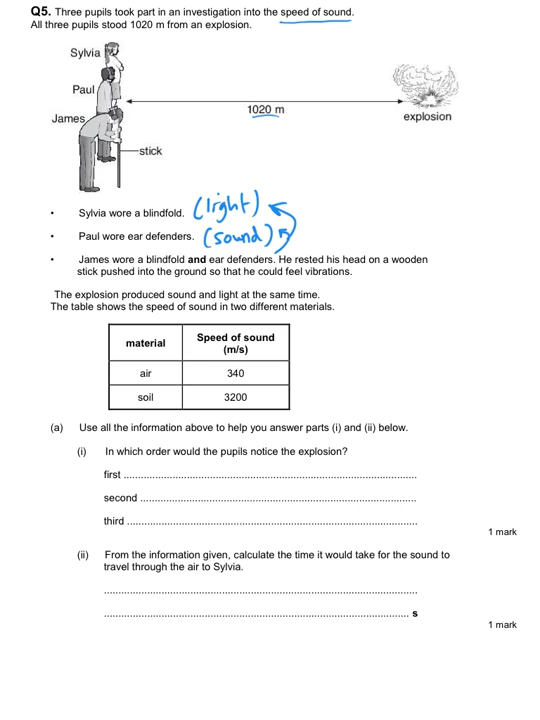 Q5. Three pupils took part in an investigation into the speed of sound.
All three pupils stood 1020 m from an explosion.
Sylvia
Paul
James
1020 m
explosion
stick
• Sylvia wore a blindfold. (light)
• Paul wore ear defenders. (sound)
• James wore a blindfold and ear defenders. He rested his head on a wooden
stick pushed into the ground so that he could feel vibrations.
The explosion produced sound and light at the same time.
The table shows the speed of sound in two different materials.
material Speed of sound
(m/s)
air 340
soil 3200
(a) Use all the information above to help you answer parts (i) and (ii) below.
(i) In which order would the pupils notice the explosion?
first ....................................................................................................
second ..............................................................................................
third ...................................................................................................
1 mark
(ii) From the information given, calculate the time it would take for the sound to
travel through the air to Sylvia.
...........................................................................................................
......................................................................................................... s
1 mark